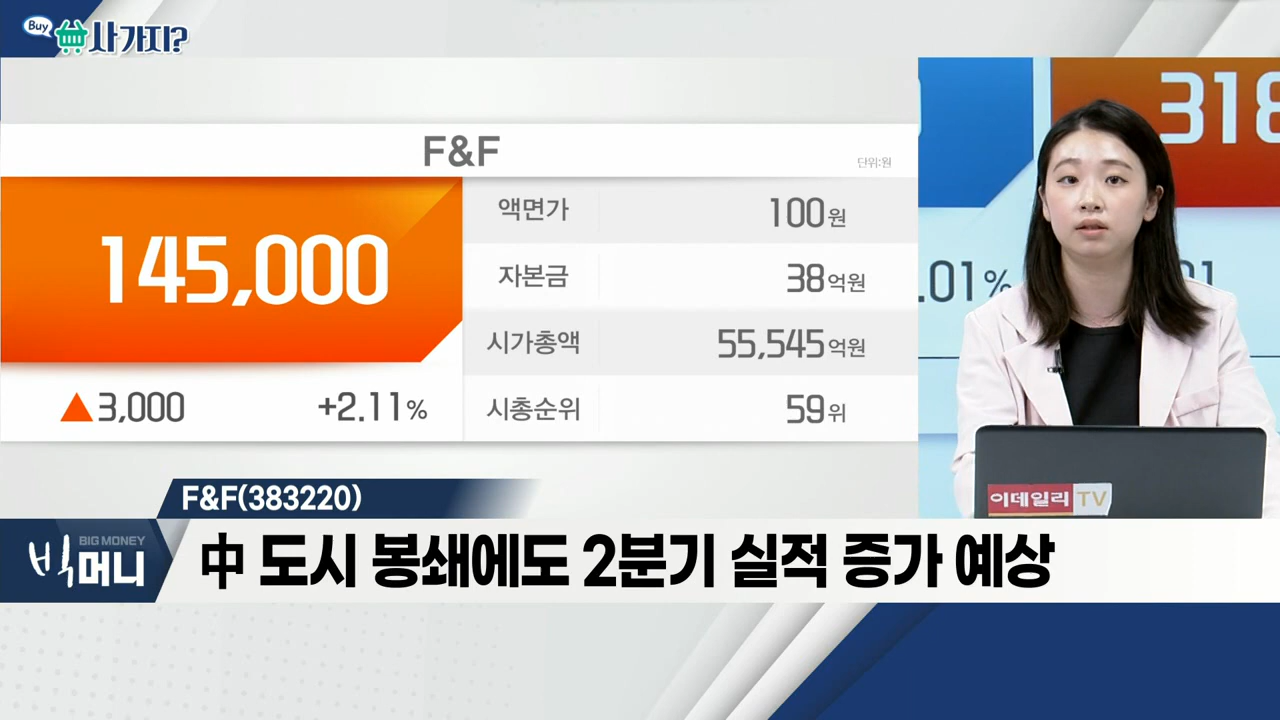 Buy
사가지?
F&F
단위:원
145,000
▲3,000 +2.11%
액면가 100원
자본금 38억원
시가총액 55,545억원
시총순위 59위
318
.01%
이데일리TV
F&F(383220)
BIG MONEY
빅머니
中 도시 봉쇄에도 2분기 실적 증가 예상